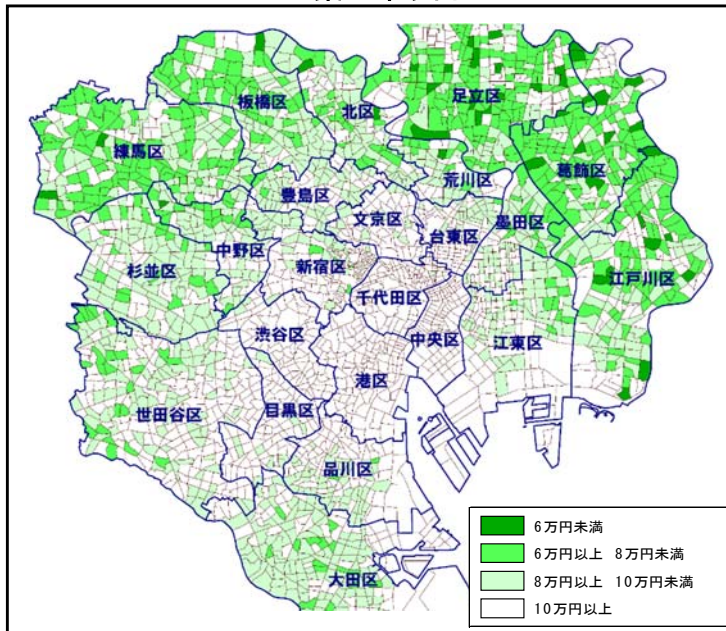 足立区
板橋区
北区
練馬区
葛飾区
荒川区
豊島区
文京区
墨田区
台東区
中野区
杉並区
新宿区
江戸川区
千代田区
渋谷区
中央区
江東区
港区
世田谷区
目黒区
品川区
大田区
6万円未満
6万円以上 8万円未満
8万円以上 10万円未満
10万円以上